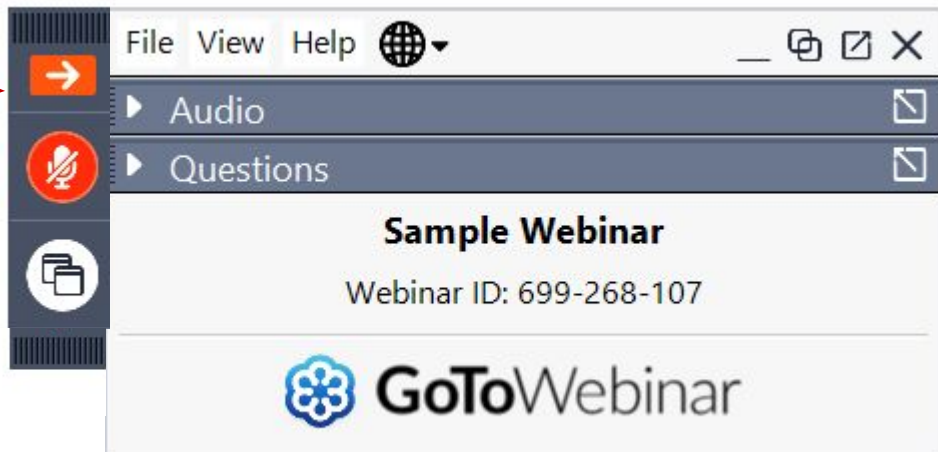 File View Help
Audio
Questions
Sample Webinar
Webinar ID: 699-268-107
GoToWebinar